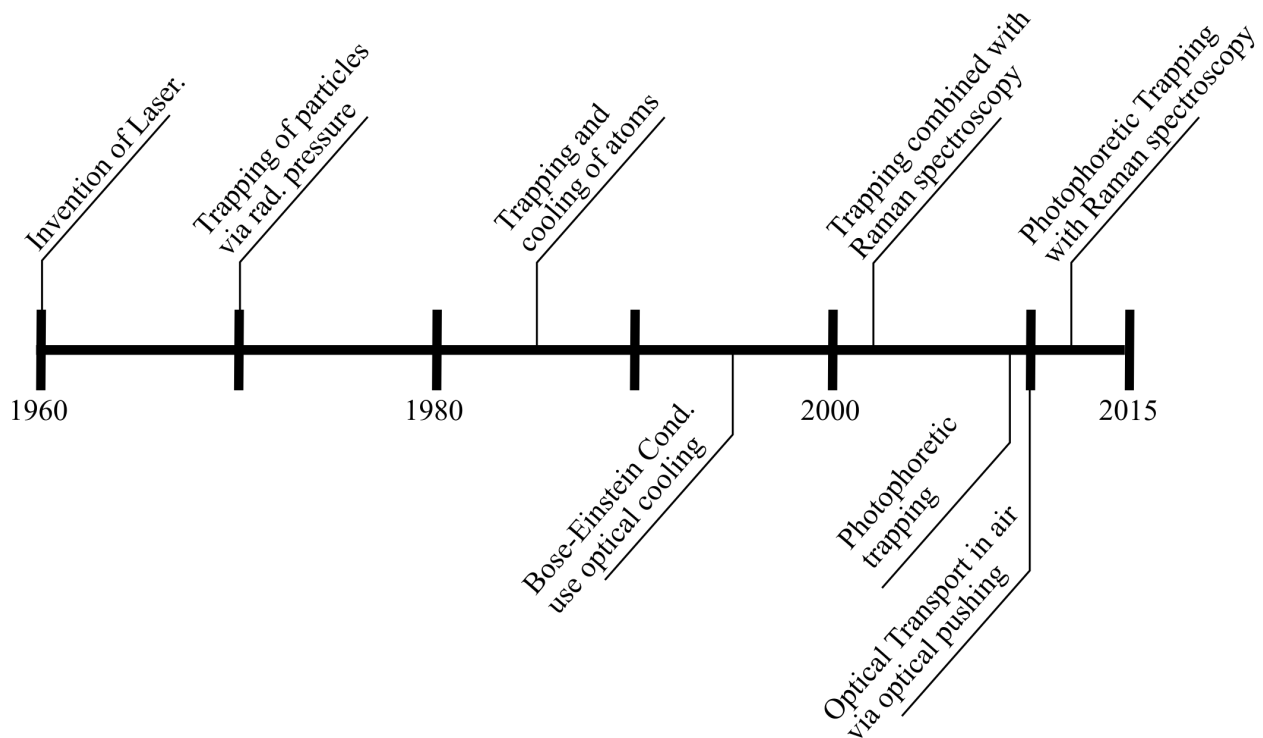 Invention of Laser.
Trapping of particles
via rad. pressure
Trapping and
cooling of atoms
Trapping combined with
Raman spectroscopy
Photophoretic Trapping
with Raman spectroscopy
1960
1980
2000
2015
Bose-Einstein Cond.
use optical cooling
Photophoretic
trapping
Optical Transport in air
via optical pushing